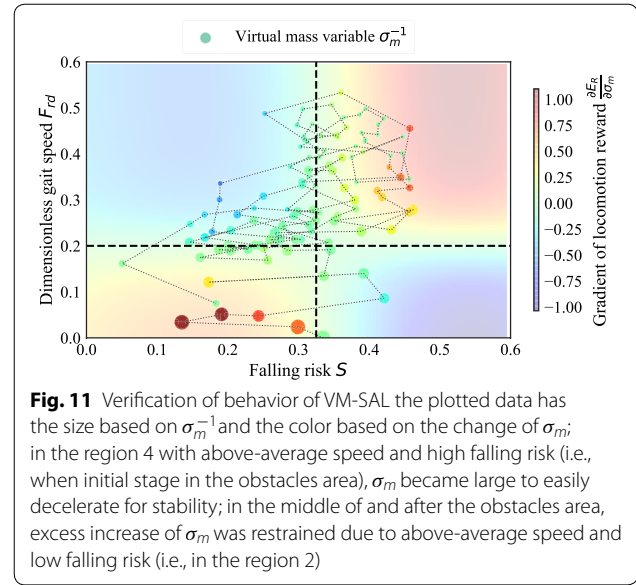 Virtual mass variable σ_m^{-1}
Dimensionless gait speed F_{rd}
0.6
0.5
0.4
0.3
0.2
0.1
0.0
0.0 0.1 0.2 0.3 0.4 0.5 0.6
Falling risk S
1.00
0.75
0.50
0.25
0.00
−0.25
−0.50
−0.75
−1.00
Gradient of locomotion reward ∂E_R/∂σ_m
Fig. 11 Verification of behavior of VM-SAL the plotted data has
the size based on σ_m^{-1} and the color based on the change of σ_m;
in the region 4 with above-average speed and high falling risk (i.e.,
when initial stage in the obstacles area), σ_m became large to easily
decelerate for stability; in the middle of and after the obstacles area,
excess increase of σ_m was restrained due to above-average speed and
low falling risk (i.e., in the region 2)